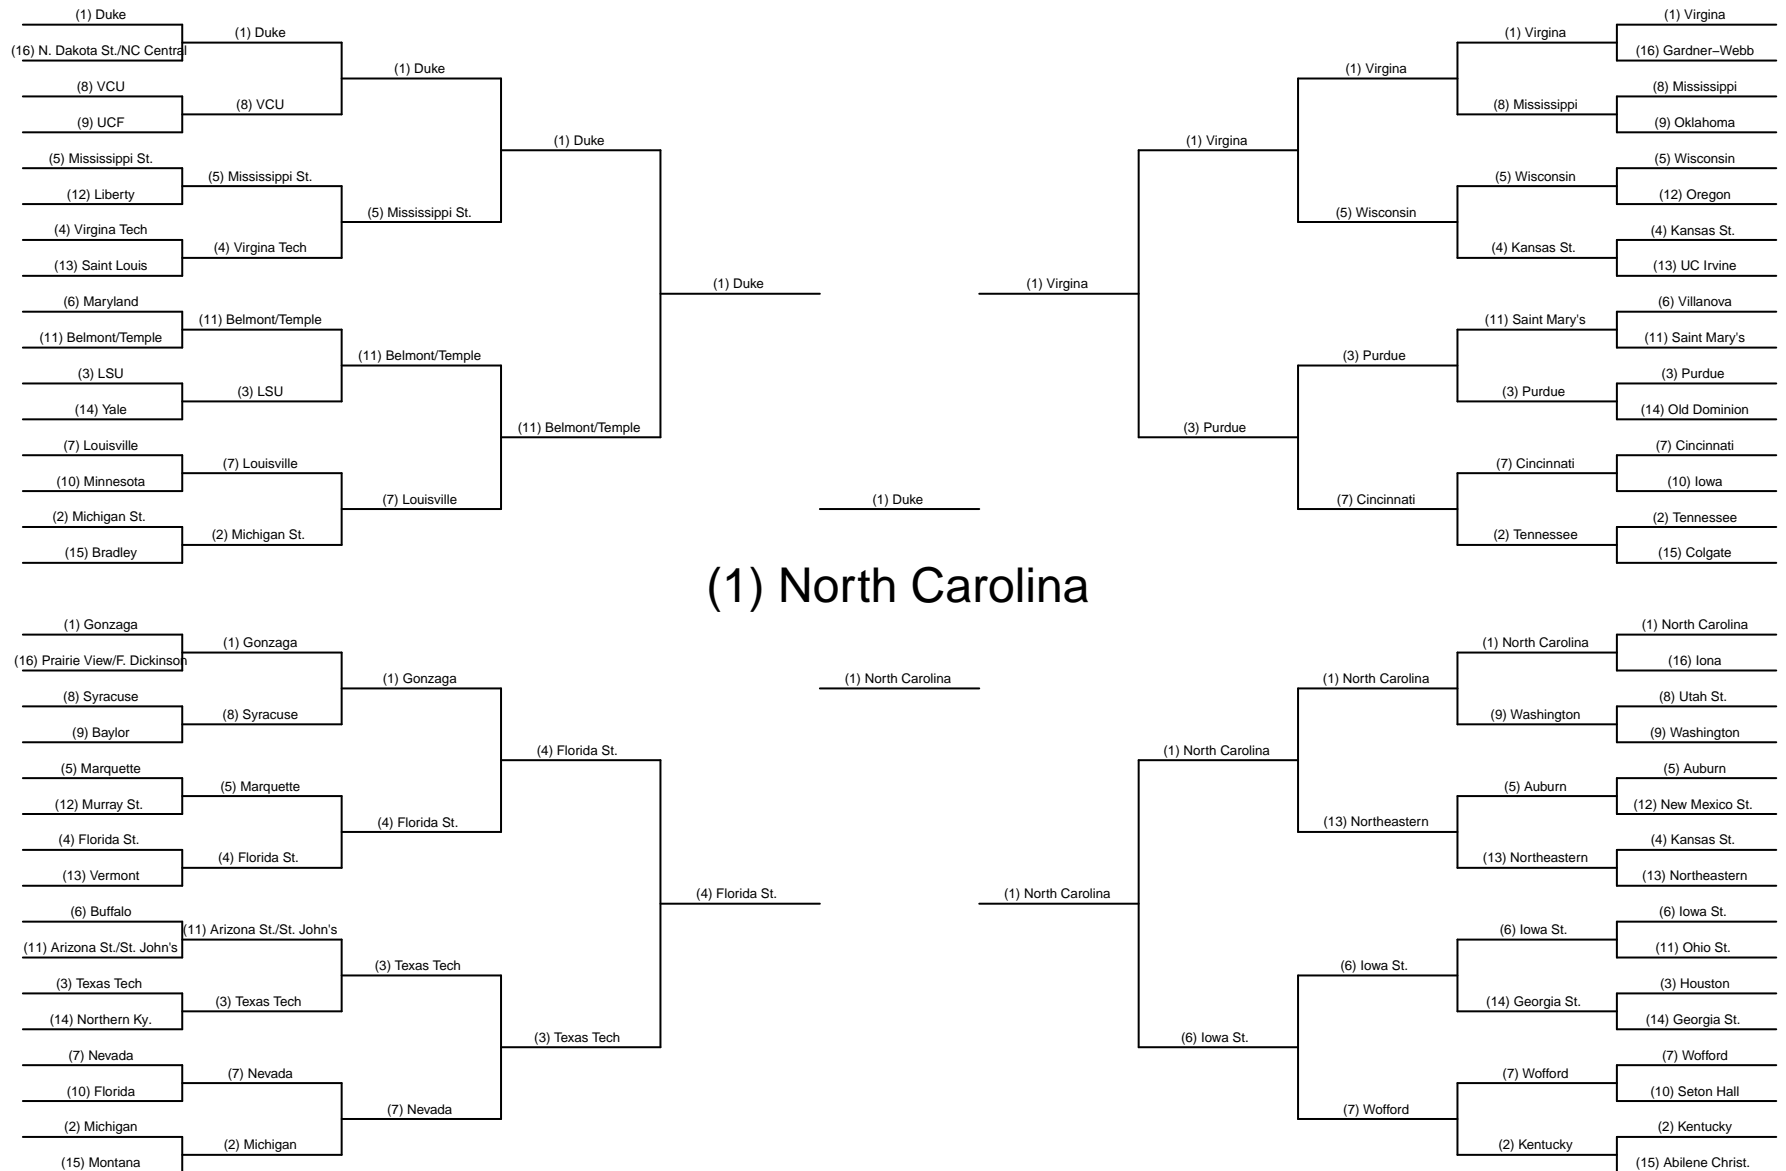 (1) Duke
(16) N. Dakota St./NC Central
(8) VCU
(9) UCF
(5) Mississippi St.
(12) Liberty
(4) Virgina Tech
(13) Saint Louis
(6) Maryland
(11) Belmont/Temple
(3) LSU
(14) Yale
(7) Louisville
(10) Minnesota
(2) Michigan St.
(15) Bradley
(1) Duke
(8) VCU
(5) Mississippi St.
(4) Virgina Tech
(11) Belmont/Temple
(3) LSU
(7) Louisville
(2) Michigan St.
(1) Duke
(5) Mississippi St.
(11) Belmont/Temple
(7) Louisville
(1) Duke
(11) Belmont/Temple
(1) Duke
(1) Gonzaga
(16) Prairie View/F. Dickinson
(8) Syracuse
(9) Baylor
(5) Marquette
(12) Murray St.
(4) Florida St.
(13) Vermont
(6) Buffalo
(11) Arizona St./St. John's
(3) Texas Tech
(14) Northern Ky.
(7) Nevada
(10) Florida
(2) Michigan
(15) Montana
(1) Gonzaga
(8) Syracuse
(5) Marquette
(4) Florida St.
(11) Arizona St./St. John's
(3) Texas Tech
(7) Nevada
(2) Michigan
(1) Gonzaga
(4) Florida St.
(3) Texas Tech
(7) Nevada
(4) Florida St.
(3) Texas Tech
(4) Florida St.
(1) Duke
(1) North Carolina
(1) North Carolina
(1) Virgina
(1) Virgina
(3) Purdue
(1) Virgina
(5) Wisconsin
(3) Purdue
(7) Cincinnati
(1) Virgina
(8) Mississippi
(5) Wisconsin
(4) Kansas St.
(11) Saint Mary's
(3) Purdue
(7) Cincinnati
(2) Tennessee
(1) Virgina
(16) Gardner−Webb
(8) Mississippi
(9) Oklahoma
(5) Wisconsin
(12) Oregon
(4) Kansas St.
(13) UC Irvine
(6) Villanova
(11) Saint Mary's
(3) Purdue
(14) Old Dominion
(7) Cincinnati
(10) Iowa
(2) Tennessee
(15) Colgate
(1) North Carolina
(1) North Carolina
(6) Iowa St.
(1) North Carolina
(13) Northeastern
(6) Iowa St.
(7) Wofford
(1) North Carolina
(9) Washington
(5) Auburn
(13) Northeastern
(6) Iowa St.
(14) Georgia St.
(7) Wofford
(2) Kentucky
(1) North Carolina
(16) Iona
(8) Utah St.
(9) Washington
(5) Auburn
(12) New Mexico St.
(4) Kansas St.
(13) Northeastern
(6) Iowa St.
(11) Ohio St.
(3) Houston
(14) Georgia St.
(7) Wofford
(10) Seton Hall
(2) Kentucky
(15) Abilene Christ.